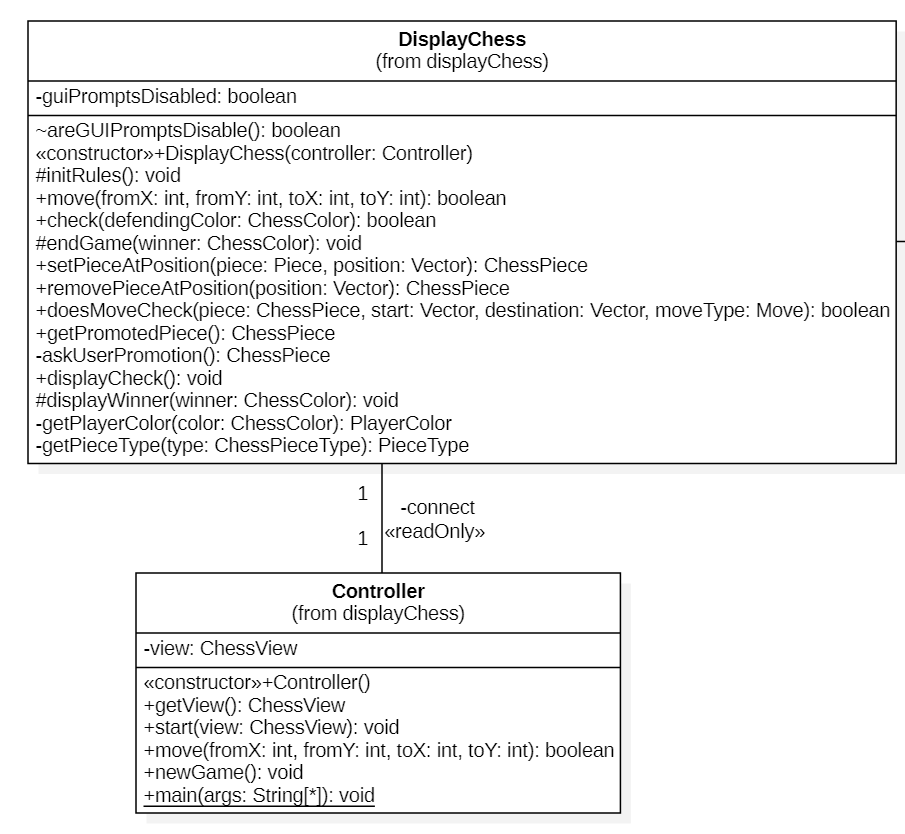 DisplayChess
(from displayChess)
-guiPromptsDisabled: boolean
~areGUIPromptsDisable(): boolean
«constructor»+DisplayChess(controller: Controller)
#initRules(): void
+move(fromX: int, fromY: int, toX: int, toY: int): boolean
+check(defendingColor: ChessColor): boolean
#endGame(winner: ChessColor): void
+setPieceAtPosition(piece: Piece, position: Vector): ChessPiece
+removePieceAtPosition(position: Vector): ChessPiece
+doesMoveCheck(piece: ChessPiece, start: Vector, destination: Vector, moveType: Move): boolean
+getPromotedPiece(): ChessPiece
-askUserPromotion(): ChessPiece
+displayCheck(): void
#displayWinner(winner: ChessColor): void
-getPlayerColor(color: ChessColor): PlayerColor
-getPieceType(type: ChessPieceType): PieceType
1
-connect
«readOnly»
1
Controller
(from displayChess)
-view: ChessView
«constructor»+Controller()
+getView(): ChessView
+start(view: ChessView): void
+move(fromX: int, fromY: int, toX: int, toY: int): boolean
+newGame(): void
+main(args: String[*]): void